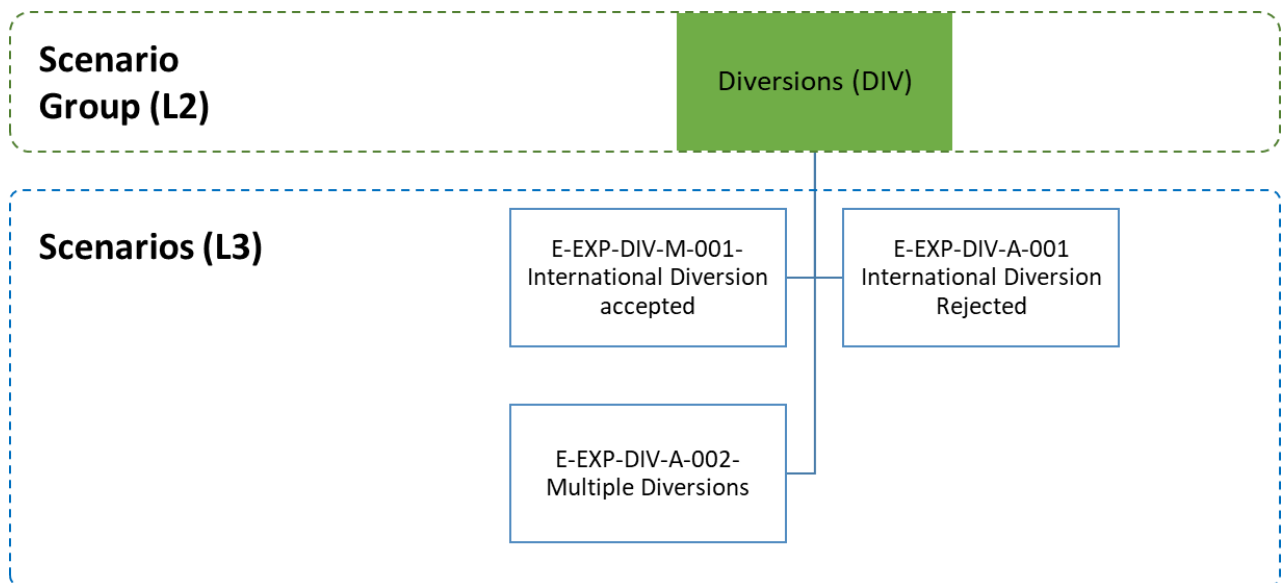 Scenario
Group (L2)
Diversions (DIV)
Scenarios (L3)
E-EXP-DIV-M-001-
International Diversion
accepted
E-EXP-DIV-A-001
International Diversion
Rejected
E-EXP-DIV-A-002-
Multiple Diversions